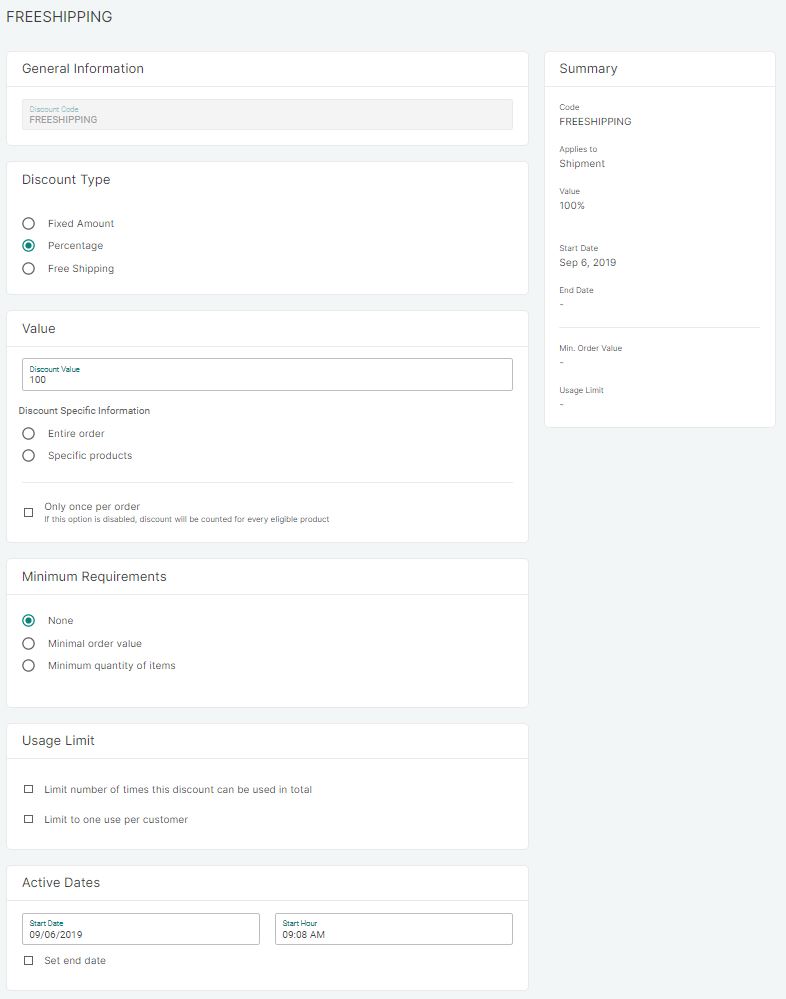 FREESHIPPING
General Information
Discount Code
FREESHIPPING
Discount Type
Fixed Amount
Percentage
Free Shipping
Value
Discount Value
100
Discount Specific Information
Entire order
Specific products
Only once per order
If this option is disabled, discount will be counted for every eligible product
Minimum Requirements
None
Minimal order value
Minimum quantity of items
Usage Limit
Limit number of times this discount can be used in total
Limit to one use per customer
Active Dates
Start Date
09/06/2019
Start Hour
09:08 AM
Set end date
Summary
Code
FREESHIPPING
Applies to
Shipment
Value
100%
Start Date
Sep 6, 2019
End Date
-
Min. Order Value
-
Usage Limit
-